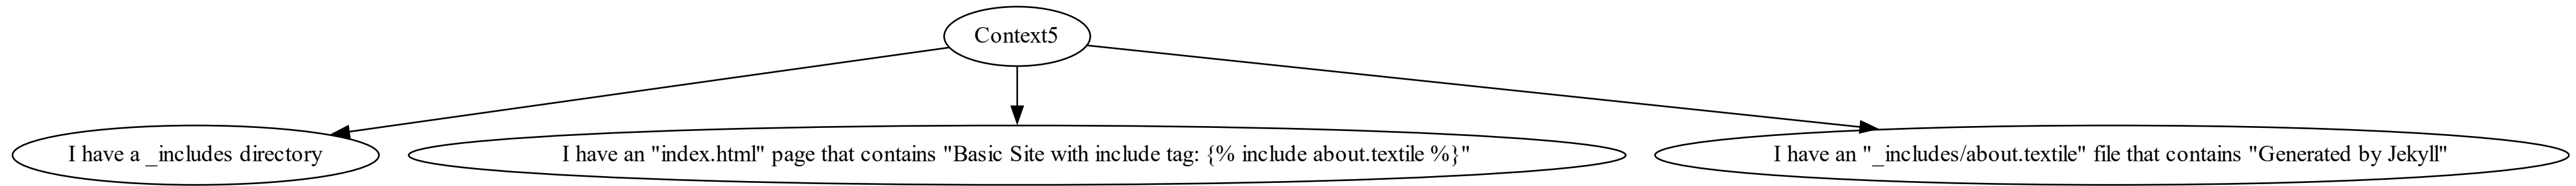 Context5
I have a _includes directory
I have an "index.html" page that contains "Basic Site with include tag: {% include about.textile %}"
I have an "_includes/about.textile" file that contains "Generated by Jekyll"